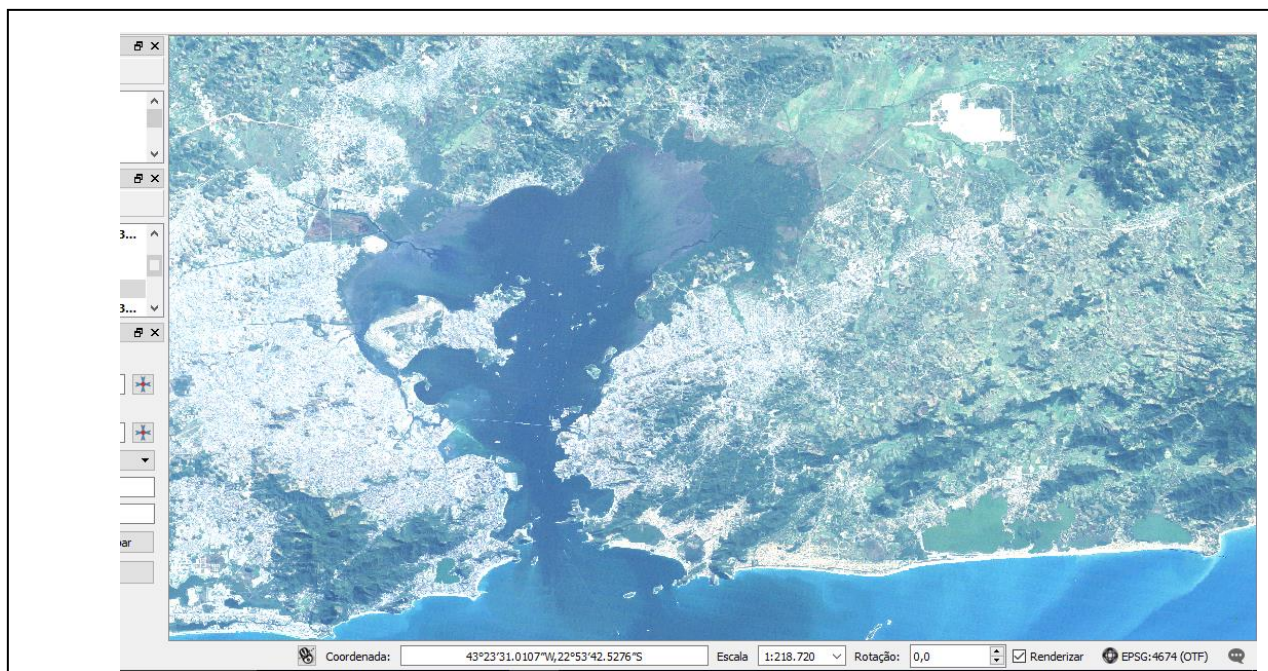 3...
3...
par
Coordenada: 43°23'31.0107"W,22°53'42.5276"S Escala 1:218.720 Rotação: 0,0 Renderizar EPSG:4674 (OTF)